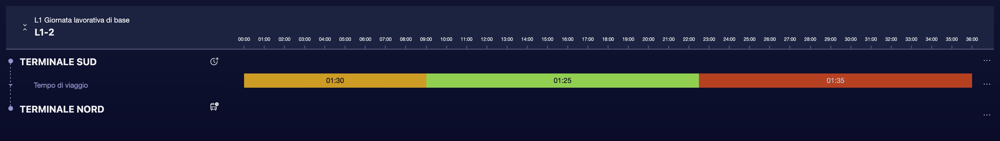 L1 Giornata lavorativa di base
L1-2
00:00 01:00 02:00 03:00 04:00 05:00 06:00 07:00 08:00 09:00 10:00 11:00 12:00 13:00 14:00 15:00 16:00 17:00 18:00 19:00 20:00 21:00 22:00 23:00 24:00 25:00 26:00 27:00 28:00 29:00 30:00 31:00 32:00 33:00 34:00 35:00 36:00
TERMINALE SUD
Tempo di viaggio 01:30 01:25 01:35
TERMINALE NORD